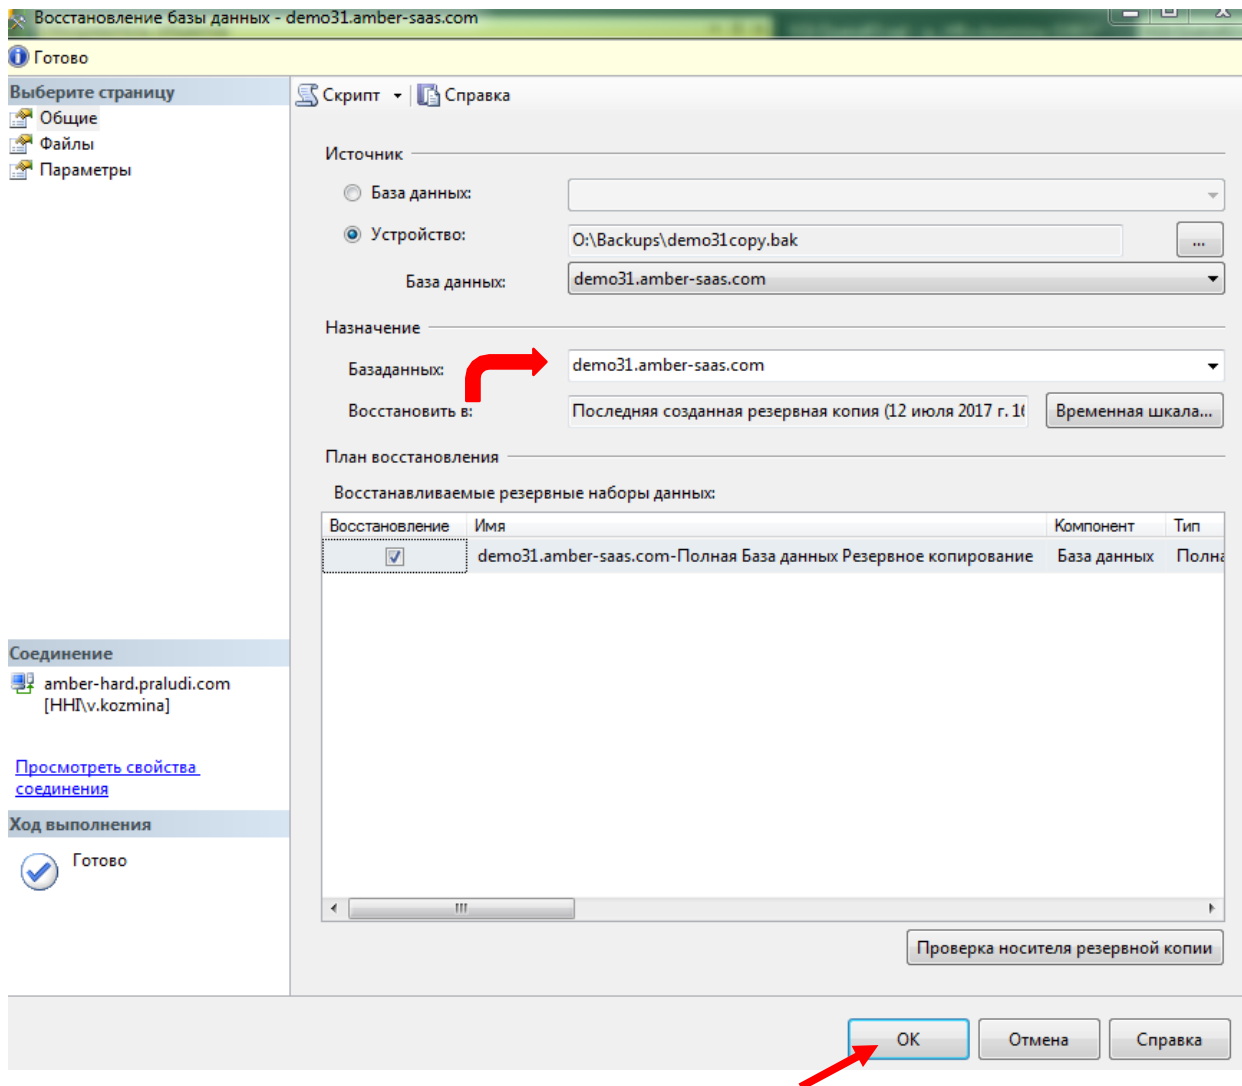 Восстановление базы данных - demo31.amber-saas.com
Готово
Выберите страницу
Общие
Файлы
Параметры
Скрипт
Справка
Источник
База данных:
Устройство:
O:\Backups\demo31copy.bak
...
База данных:
demo31.amber-saas.com
Назначение
Базаданных:
demo31.amber-saas.com
Восстановить в:
Последняя созданная резервная копия (12 июля 2017 г. 16
Временная шкала...
План восстановления
Восстанавливаемые резервные наборы данных:
Восстановление Имя Компонент Тип
demo31.amber-saas.com-Полная База данных Резервное копирование База данных Полна
Соединение
amber-hard.praludi.com
[HHI\v.kozmina]
Просмотреть свойства
соединения
Ход выполнения
Готово
Проверка носителя резервной копии
ОК
Отмена
Справка